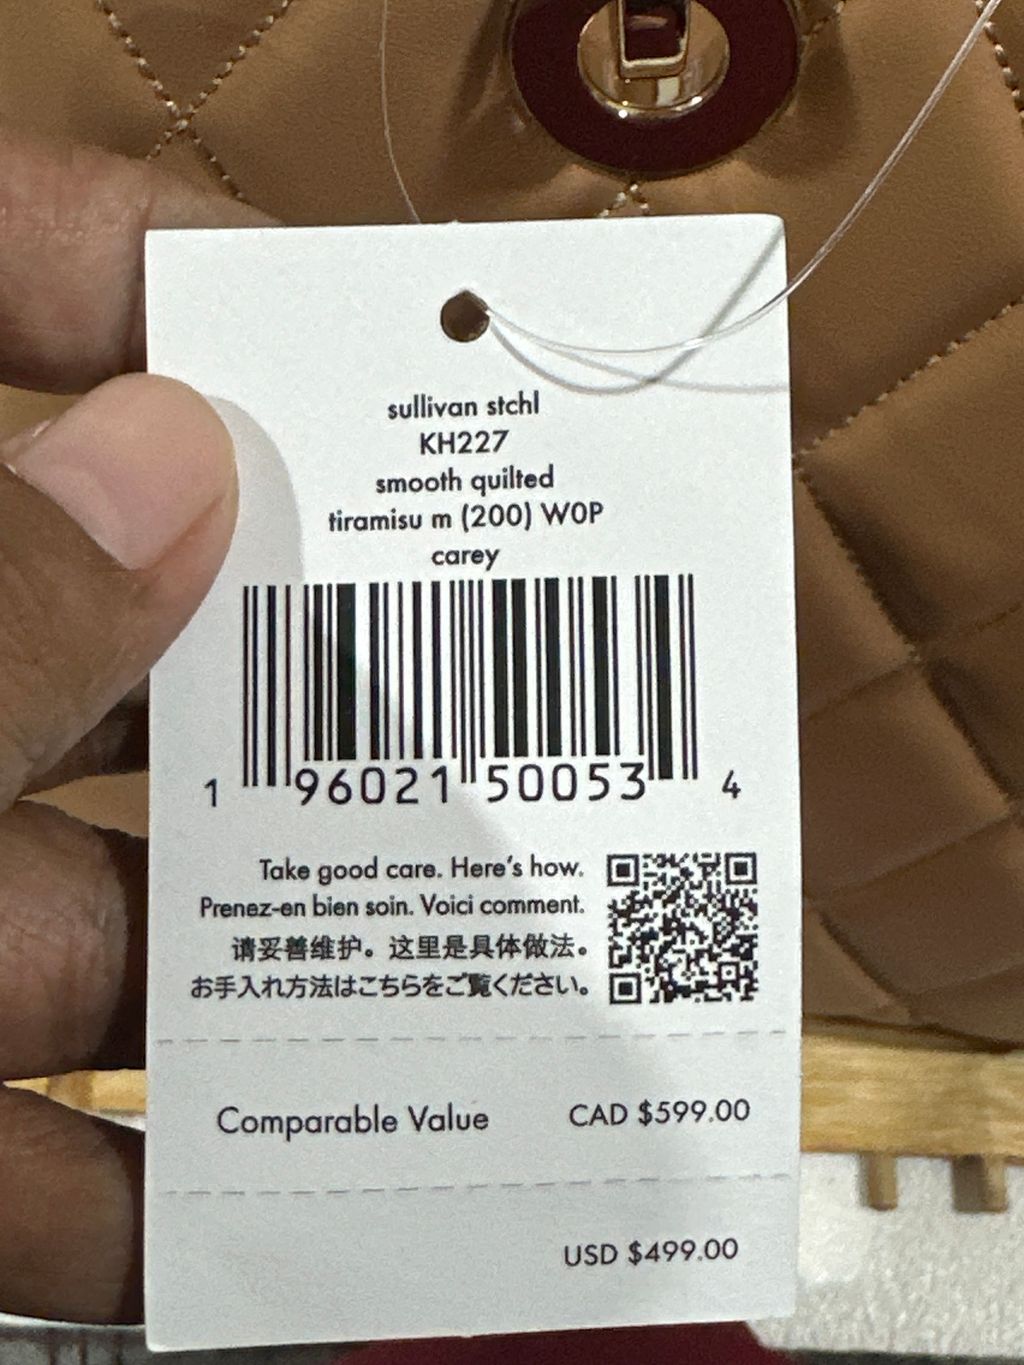 sullivan stchl
KH227
smooth quilted
tiramisu m (200) W0P
carey
1 96021 50053 4
Take good care. Here's how.
Prenez-en bien soin. Voici comment.
请妥善维护。这里是具体做法。
お手入れ方法はこちらをご覧ください。
Comparable Value CAD $599.00
USD $499.00